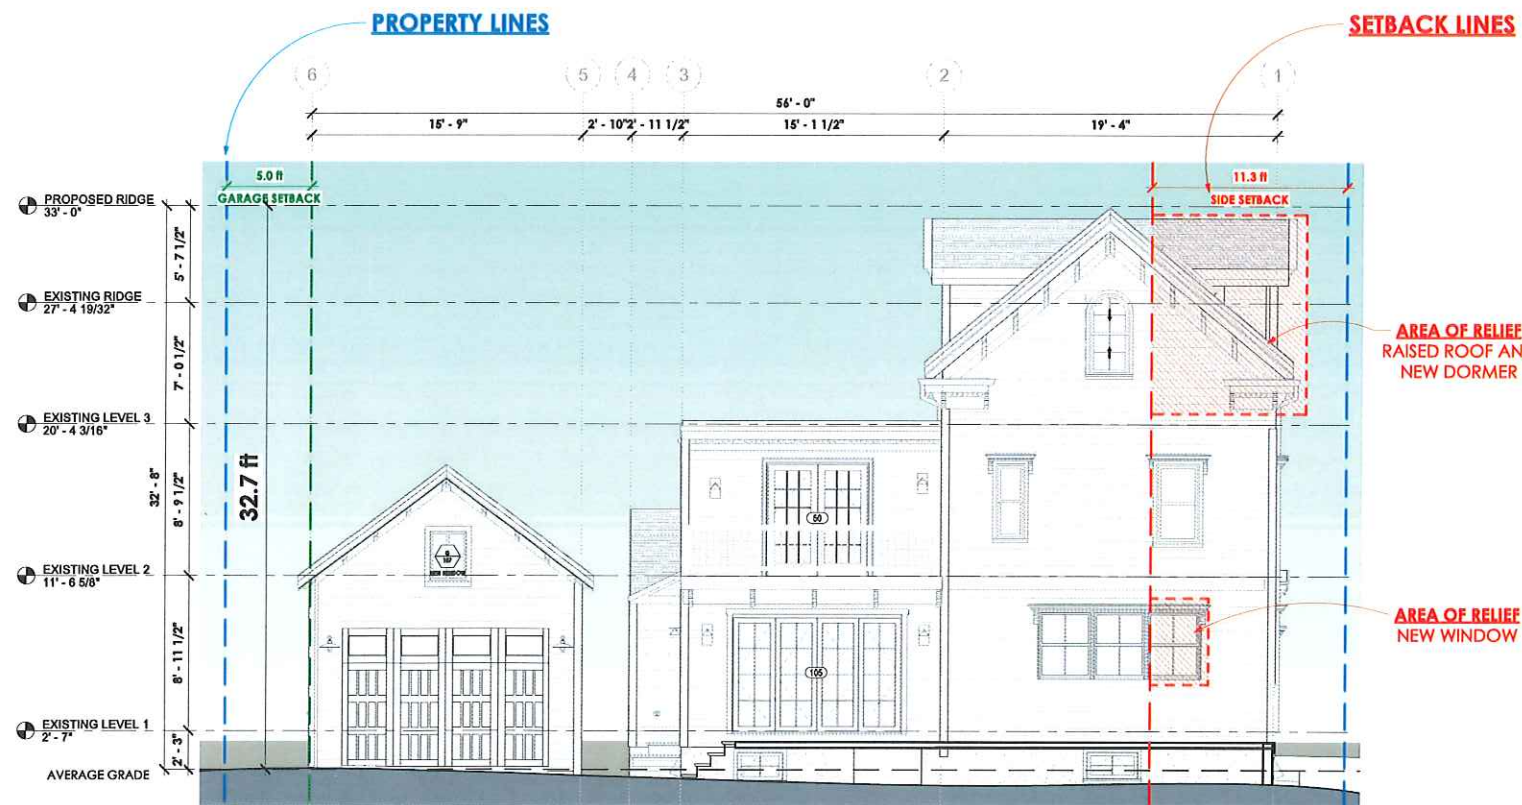 PROPERTY LINES
SETBACK LINES
6
5
4
3
2
1
56' - 0"
15' - 9"
2' - 10"
2' - 11 1/2"
15' - 1 1/2"
19' - 4"
5.0 ft
GARAGE SETBACK
11.3 ft
SIDE SETBACK
PROPOSED RIDGE
33' - 0"
5' - 7 1/2"
EXISTING RIDGE
27' - 4 19/32"
7' - 0 1/2"
AREA OF RELIEF
RAISED ROOF AN
NEW DORMER
EXISTING LEVEL 3
20' - 4 3/16"
32' - 8"
32.7 ft
8' - 9 1/2"
50
EXISTING LEVEL 2
11' - 6 5/8"
NEW WINDOW
8' - 11 1/2"
AREA OF RELIEF
NEW WINDOW
105
EXISTING LEVEL 1
2' - 7"
2' - 3"
AVERAGE GRADE